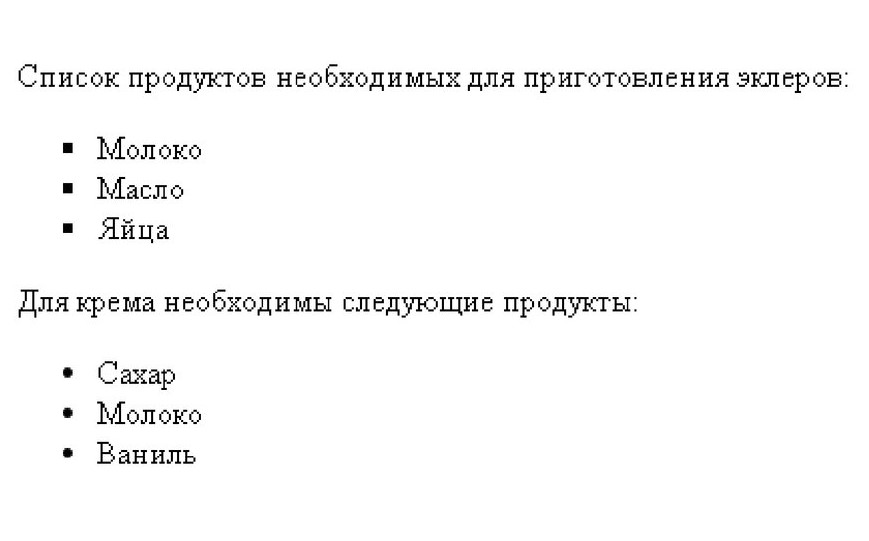 Список продуктов необходимых для приготовления эклеров:
▪ Молоко
▪ Масло
▪ Яйца
Для крема необходимы следующие продукты:
• Сахар
• Молоко
• Ваниль